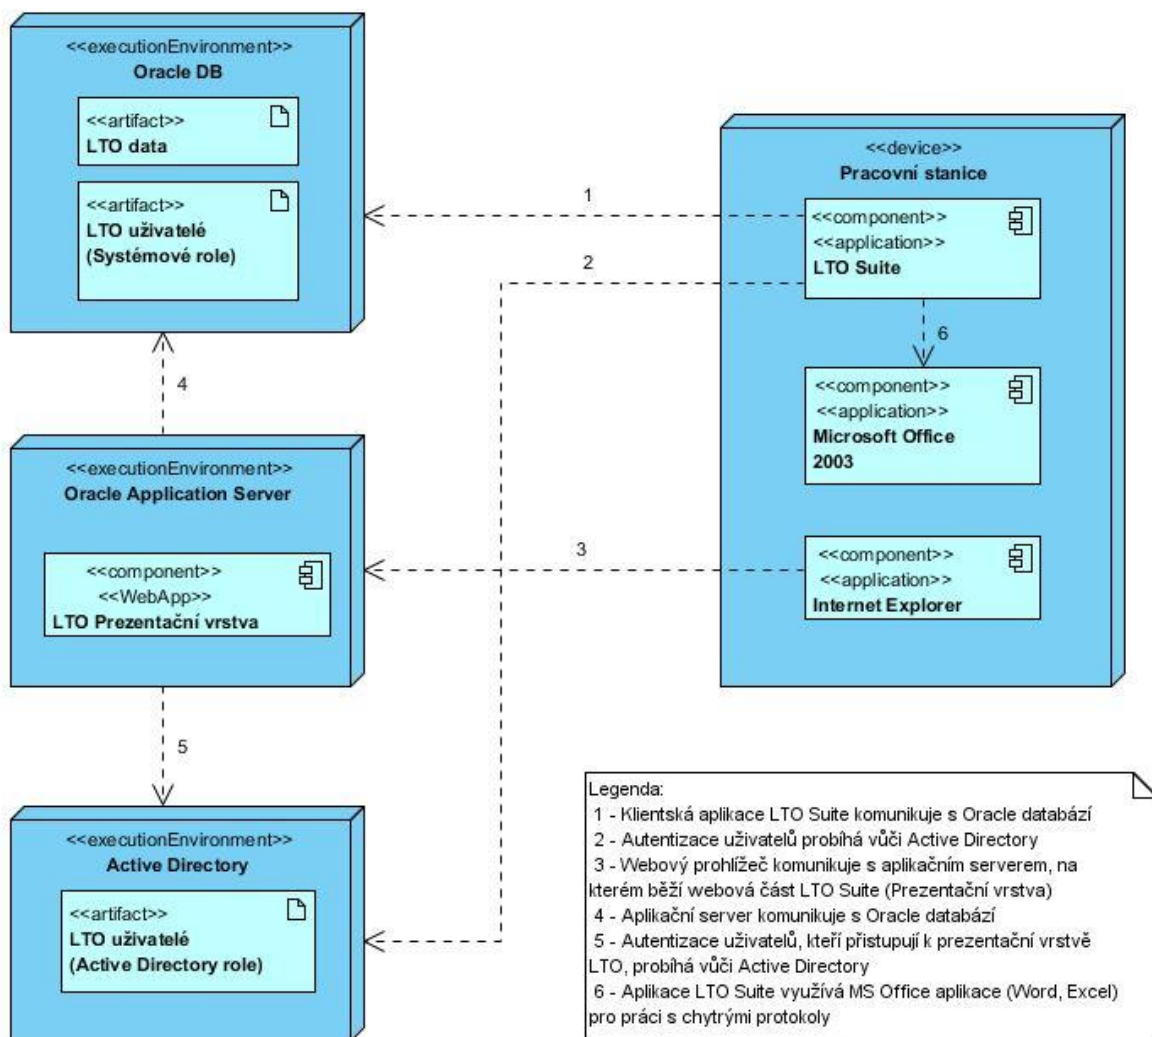 <<executionEnvironment>>
Oracle DB
<<artifact>>
LTO data
<<artifact>>
LTO uživatelé
(Systémové role)
<<device>>
Pracovní stanice
<<component>>
<<application>>
LTO Suite
1
2
6
<<component>>
<<application>>
Microsoft Office
2003
4
<<executionEnvironment>>
Oracle Application Server
<<component>>
<<WebApp>>
LTO Prezentační vrstva
3
<<component>>
<<application>>
Internet Explorer
5
<<executionEnvironment>>
Active Directory
<<artifact>>
LTO uživatelé
(Active Directory role)
Legenda:
1 - Klientská aplikace LTO Suite komunikuje s Oracle databází
2 - Autentizace uživatelů probíhá vůči Active Directory
3 - Webový prohlížeč komunikuje s aplikačním serverem, na
kterém běží webová část LTO Suite (Prezentační vrstva)
4 - Aplikační server komunikuje s Oracle databází
5 - Autentizace uživatelů, kteří přistupují k prezentační vrstvě
LTO, probíhá vůči Active Directory
6 - Aplikace LTO Suite využívá MS Office aplikace (Word, Excel)
pro práci s chytrými protokoly